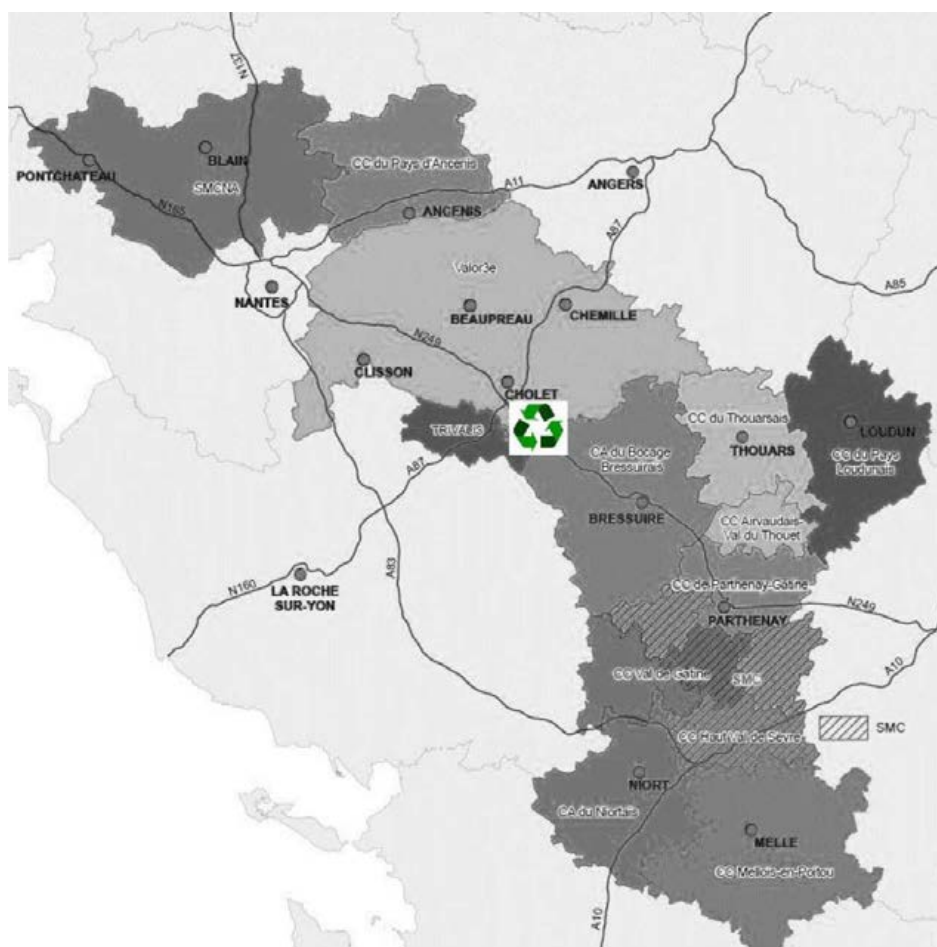 N137
BLAIN
PONTCHATEAU
SMCNA
CC du Pays d'Ancenis
ANGERS
A11
N165
ANCENIS
A87
Valor3e
A85
NANTES
BEAUPREAU
CHEMILLE
N249
CLISSON
CHOLET
CC du Thouarsais
TRIVALIS
LOUDUN
THOUARS
CA du Bocage
Bressuirais
CC du Pays
Loudunais
A87
BRESSUIRE
CC Airvaudais-
Val du Thouet
A83
N160
CC de Parthenay-Gatine
LA ROCHE
SUR-YON
N249
PARTHENAY
A10
CC Val de Gatine
SMC
SMC
CC Haut Val de Sevre
NIORT
CA du Niortais
MELLE
CC Mellois-en-Poitou
A10